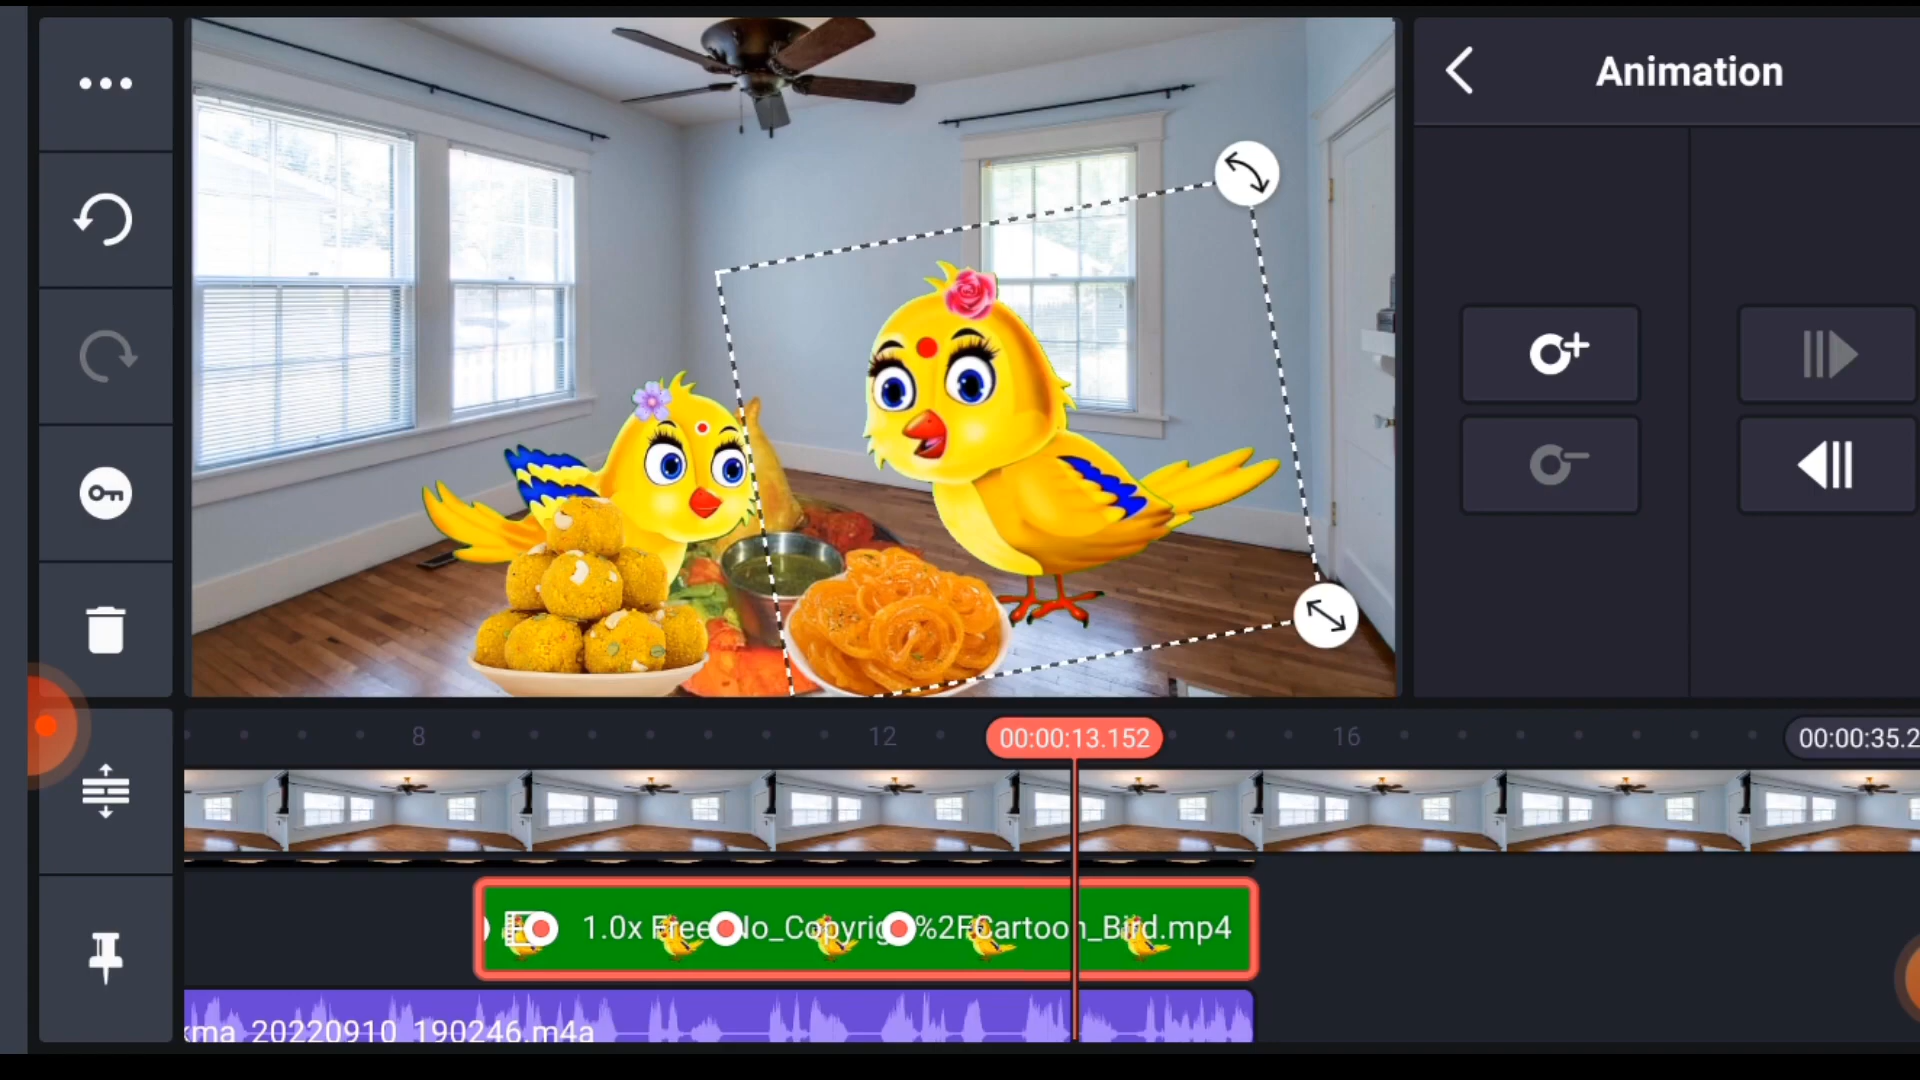 Animation
8
12
00:00:13.152
16
00:00:35.2
1.0x Free No_Copyrig %2FCartoon_Bird.mp4
kma_20220910_190246.m4a